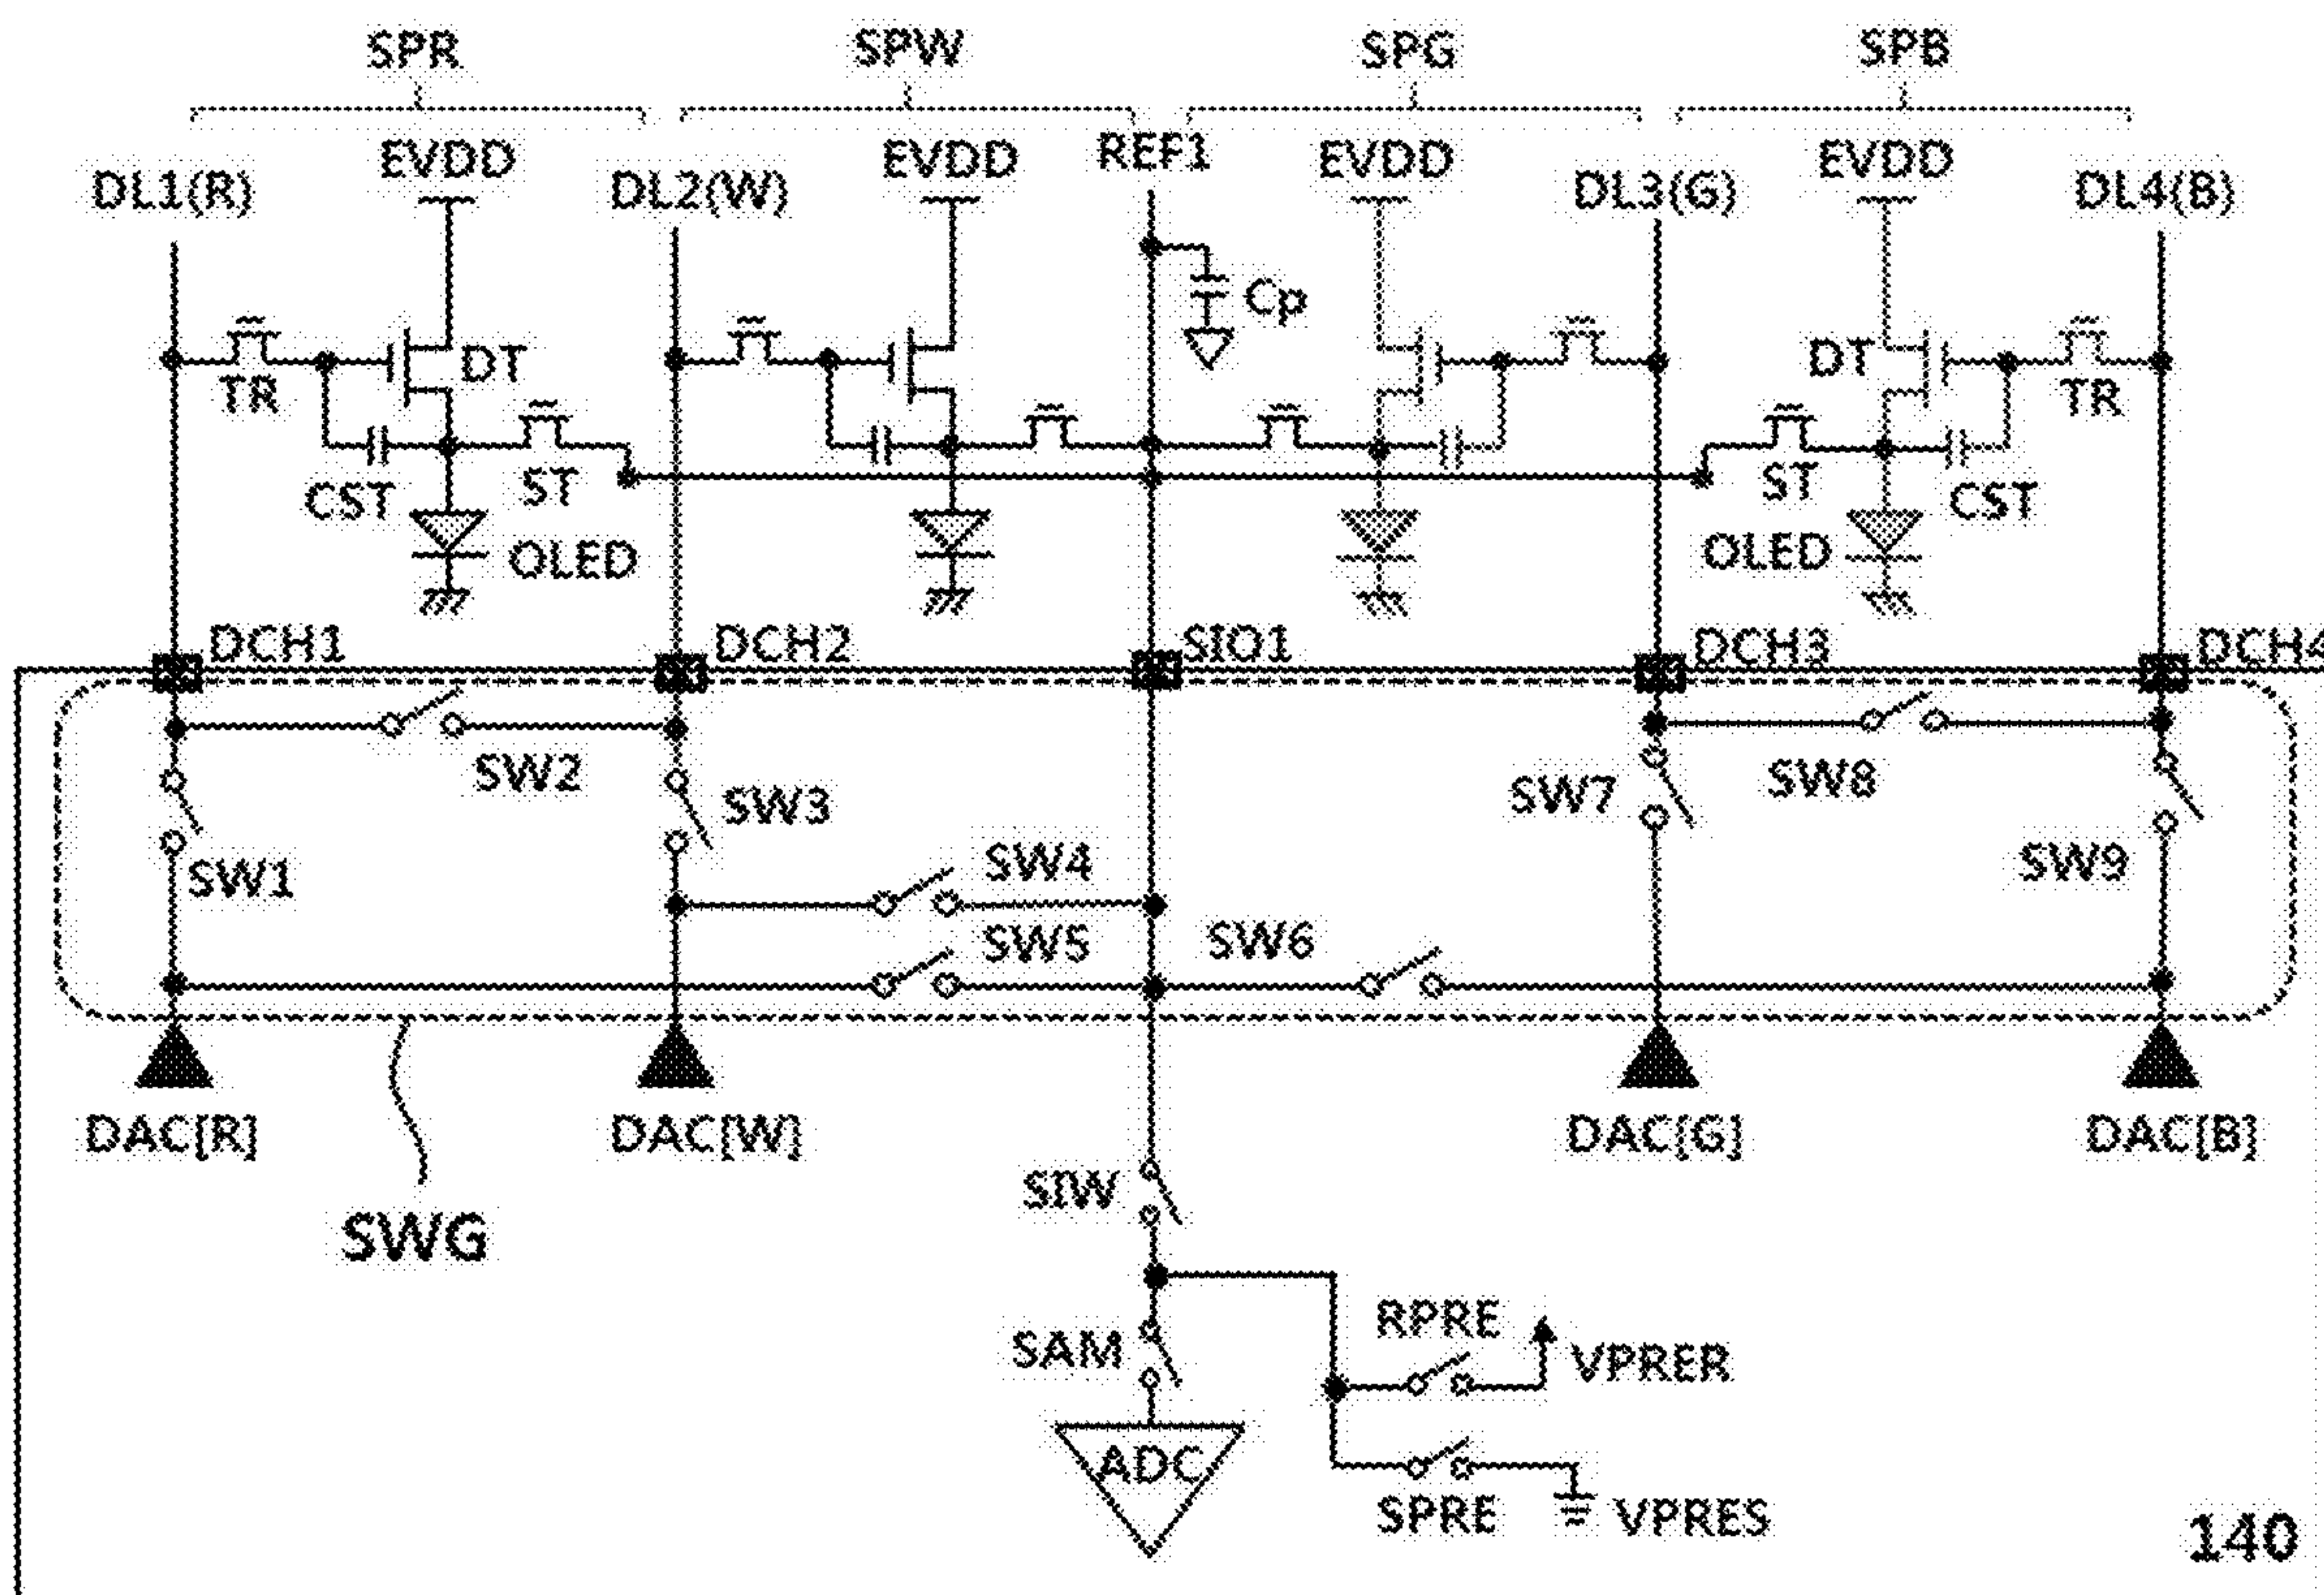 SPR SPW SPG SPB
EVDD EVDD REF1 EVDD EVDD
DL1(R) DL2(W) DL3(G) DL4(B)
Cp
DT DT
TR TR
CST ST ST CST
OLED OLED
DCH1 DCH2 SIO1 DCH3 DCH4
SW2 SW3 SW7 SW8
SW1 SW4 SW9
SW5 SW6
DAC[R] DAC[W] DAC[G] DAC[B]
SIW
SWG
RPRE
SAM VPRER
ADC
SPRE VPRES
140